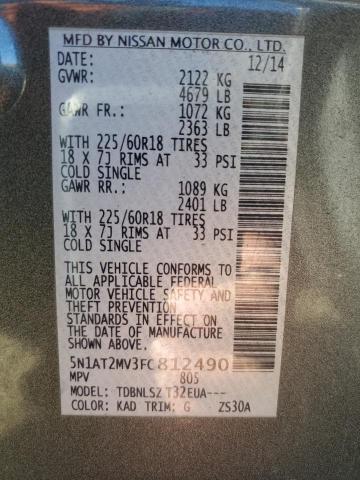 MFD BY NISSAN MOTOR CO., LTD.
DATE: 12/14
GVWR: 2122 KG
4679 LB
GAWR FR.: 1072 KG
2363 LB
WITH 225/60R18 TIRES
18 X 7J RIMS AT 33 PSI
COLD SINGLE
GAWR RR.: 1089 KG
2401 LB
WITH 225/60R18 TIRES
18 X 7J RIMS AT 33 PSI
COLD SINGLE
THIS VEHICLE CONFORMS TO
ALL APPLICABLE FEDERAL
MOTOR VEHICLE SAFETY AND
THEFT PREVENTION
STANDARDS IN EFFECT ON
THE DATE OF MANUFACTURE
SHOWN ABOVE.
5N1AT2MV3FC812490
MPV 805
MODEL: TDBNLSZ T32EUA---
COLOR: KAD TRIM: G ZS30A